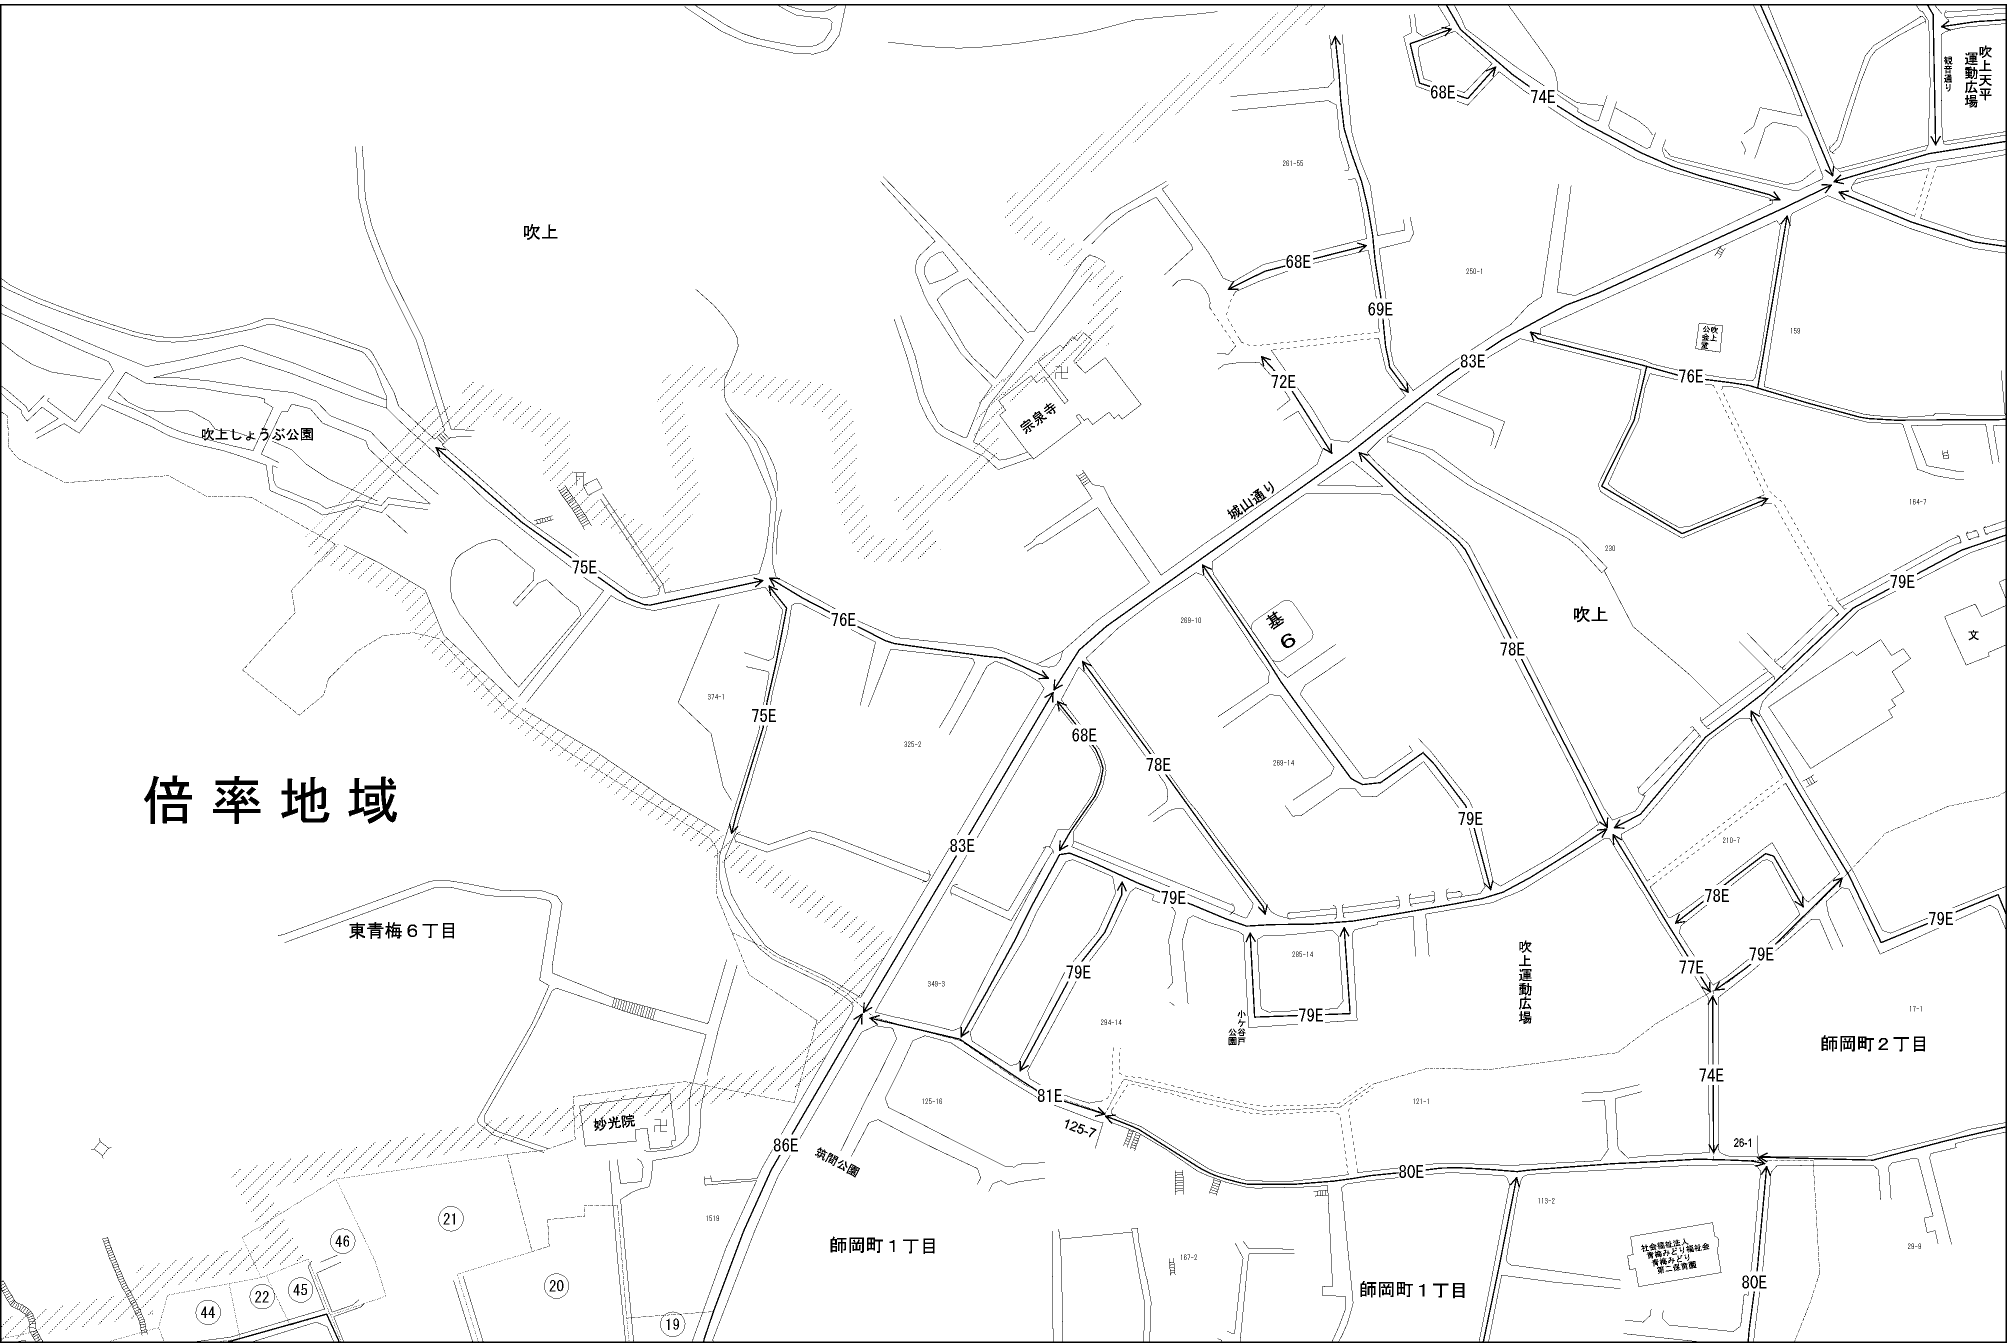 吹上天平
運動広場
観音通り
68E
74E
261-55
吹上
68E
250-1
69E
吹上
公会堂
159
83E
72E
76E
宗泉寺
吹上しょうぶ公園
城山通り
164-7
230
75E
79E
76E
269-10
基
6
吹上
文
78E
374-1
75E
68E
325-2
78E
269-14
倍率地域
79E
83E
210-7
78E
79E
79E
東青梅6丁目
79E
285-14
吹上運動広場
77E
79E
349-3
79E
17-1
小ケ谷戸
公園
79E
294-14
師岡町2丁目
74E
81E
125-16
121-1
妙光院
125-7
26-1
86E
筑間公園
80E
113-2
46
21
1519
師岡町1丁目
167-2
社会福祉法人
青梅みどり福祉会
青梅みどり
第二保育園
29-9
80E
師岡町1丁目
44
22
45
20
19